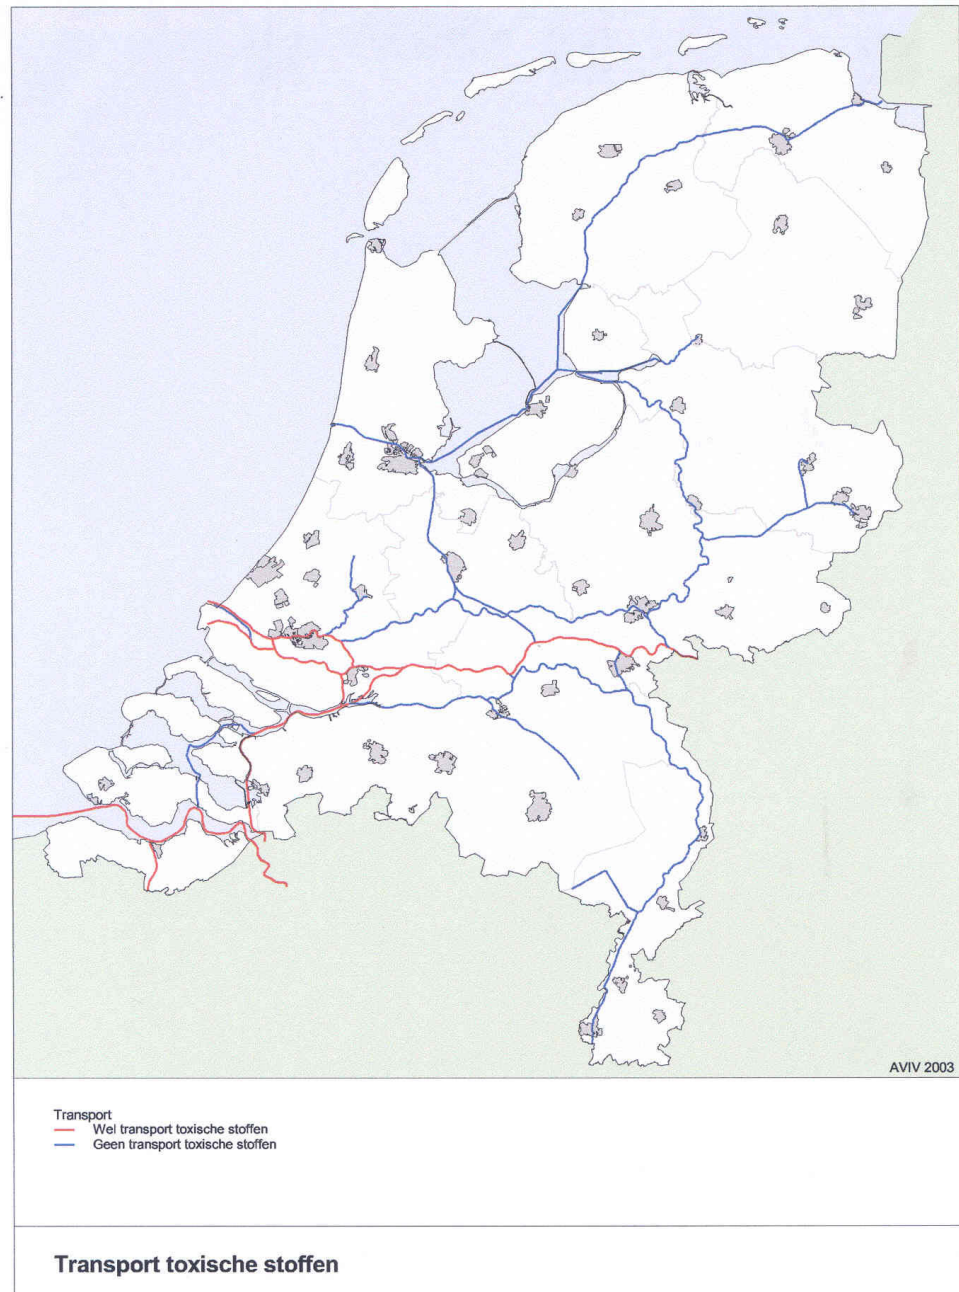 AVIV 2003
Transport
Wel transport toxische stoffen
Geen transport toxische stoffen
Transport toxische stoffen